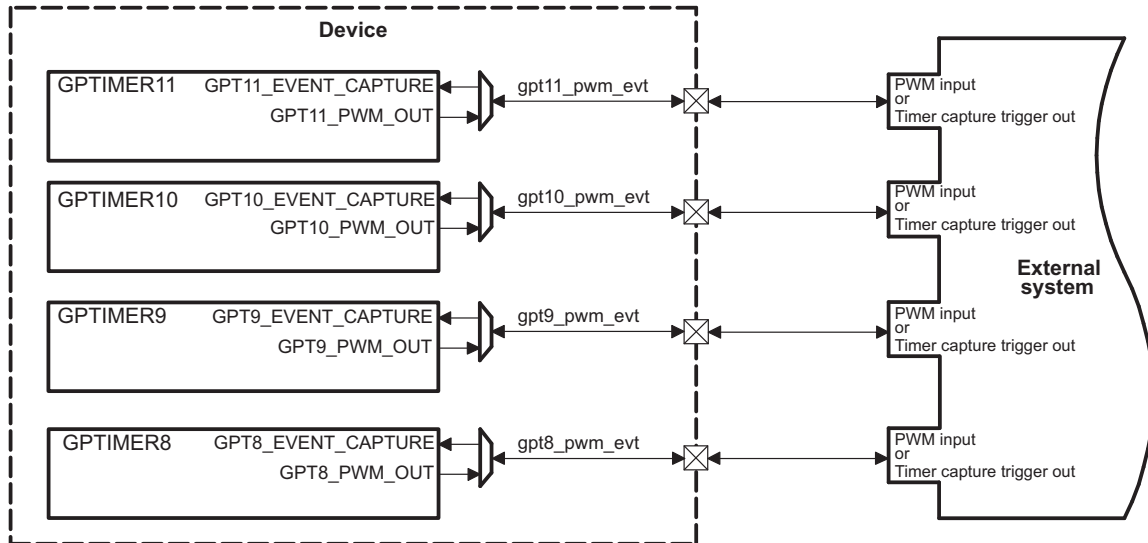 Device
GPTIMER11
GPT11_EVENT_CAPTURE
GPT11_PWM_OUT
gpt11_pwm_evt
PWM input
or
Timer capture trigger out
GPTIMER10
GPT10_EVENT_CAPTURE
GPT10_PWM_OUT
gpt10_pwm_evt
PWM input
or
Timer capture trigger out
External
system
GPTIMER9
GPT9_EVENT_CAPTURE
GPT9_PWM_OUT
gpt9_pwm_evt
PWM input
or
Timer capture trigger out
GPTIMER8
GPT8_EVENT_CAPTURE
GPT8_PWM_OUT
gpt8_pwm_evt
PWM input
or
Timer capture trigger out